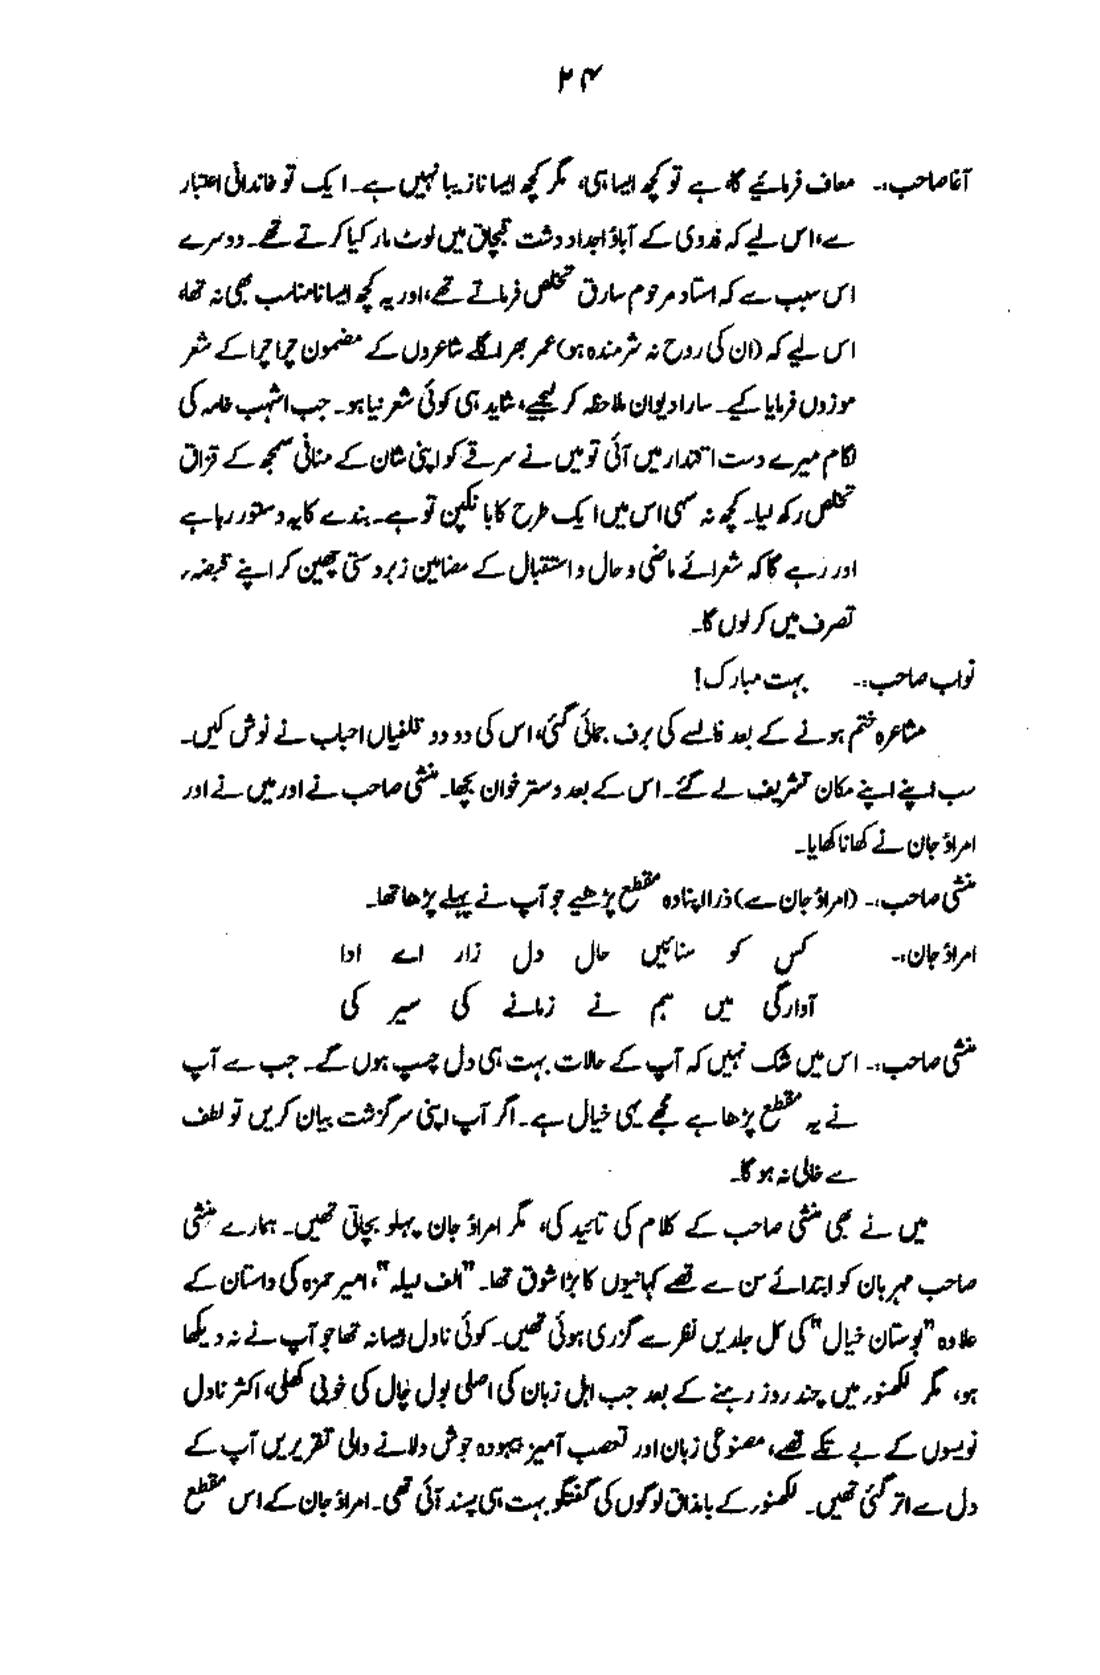 ۲۴
آغا صاحب:- معاف فرمائیے گا، ہے تو کچھ ایسا ہی، مگر کچھ ایسا نازیبا نہیں ہے۔ ایک تو خاندانی اعتبار
سے، اس لیے کہ فدوی کے آباؤ اجداد دشت قبچاق میں لوٹ مار کیا کرتے تھے۔ دوسرے
اس سبب سے کہ استاد مرحوم سارق تخلص فرماتے تھے، اور یہ کچھ ایسا نامناسب بھی نہ تھا،
اس لیے کہ (ان کی روح نہ شرمندہ ہو) عمر بھر اگلے شاعروں کے مضمون چرا چرا کے شعر
موزوں فرمایا کیے۔ سارا دیوان ملاحظہ کر لیجیے، شاید ہی کوئی شعر نیا ہو۔ جب اشہب خامہ کی
لگام میرے دست اقتدار میں آئی تو میں نے سرقے کو اپنی شان کے منافی سمجھ کے قزاق
تخلص رکھ لیا۔ کچھ نہ سہی اس میں ایک طرح کا بانکپن تو ہے۔ بندے کا یہ دستور رہا ہے
اور رہے گا کہ شعرائے ماضی و حال و استقبال کے مضامین زبردستی چھین کر اپنے قبضہ ٔ
تصرف میں کر لوں گا۔
نواب صاحب:- بہت مبارک!
مشاعرہ ختم ہونے کے بعد فالسے کی برف جمائی گئی، اس کی دو دو قلفیاں احباب نے نوش کیں۔
سب اپنے اپنے مکان تشریف لے گئے۔ اس کے بعد دستر خوان بچھا۔ منشی صاحب نے اور میں نے اور
امراؤ جان نے کھانا کھایا۔
منشی صاحب:- (امراؤ جان سے) ذرا اپنا وہ مقطع پڑھیے جو آپ نے پہلے پڑھا تھا۔
امراؤ جان:- کس کو سنائیں حال دل زار اے ادا
آوارگی میں ہم نے زمانے کی سیر کی
منشی صاحب:- اس میں شک نہیں کہ آپ کے حالات بہت ہی دل چسپ ہوں گے۔ جب سے آپ
نے یہ مقطع پڑھا ہے مجھے یہی خیال ہے۔ اگر آپ اپنی سرگزشت بیان کریں تو لطف
سے خالی نہ ہو گا۔
میں نے بھی منشی صاحب کے کلام کی تائید کی، مگر امراؤ جان پہلو بچاتی تھیں۔ ہمارے منشی
صاحب مہربان کو ابتدائے سن سے قصے کہانیوں کا بڑا شوق تھا۔ "الف لیلہ"، امیر حمزہ کی داستان کے
علاوہ "بوستان خیال" کی کل جلدیں نظر سے گزری ہوئی تھیں۔ کوئی ناول ایسا نہ تھا جو آپ نے نہ دیکھا
ہو، مگر لکھنؤ میں چند روز رہنے کے بعد جب اہل زبان کی اصلی بول چال کی خوبی کھلی، اکثر ناول
نویسوں کے بے تکے قصے، مصنوعی زبان اور تعصب آمیز بیہودہ جوش دلانے والی تقریریں آپ کے
دل سے اتر گئی تھیں۔ لکھنؤ کے بامذاق لوگوں کی گفتگو بہت ہی پسند آئی تھی۔ امراؤ جان کے اس مقطع